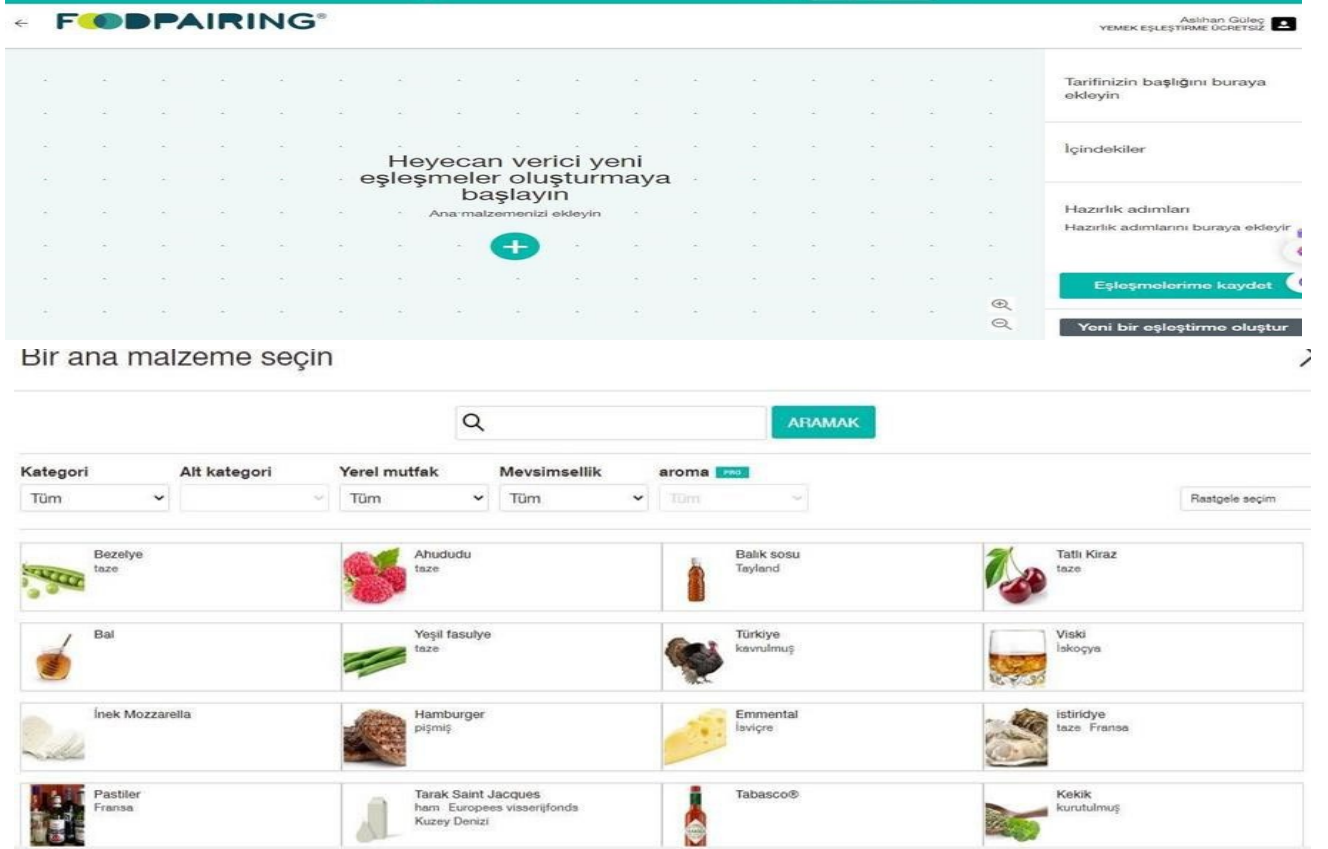 ← FOODPAIRING®
Aslıhan Güleç
YEMEK EŞLEŞTİRME ÜCRETSİZ
Heyecan verici yeni
eşleşmeler oluşturmaya
başlayın
Ana malzemenizi ekleyin
Tarifinizin başlığını buraya
ekleyin
İçindekiler
Hazırlık adımları
Hazırlık adımlarını buraya ekleyir
Eşleşmelerime kaydet
Yeni bir eşleştirme oluştur
Bir ana malzeme seçin
ARAMAK
Kategori Alt kategori Yerel mutfak Mevsimsellik aroma PRO
Tüm Tüm Tüm Tüm Rastgele seçim
Bezelye Ahududu Balık sosu Tatlı Kiraz
taze taze Tayland taze
Bal Yeşil fasulye Türkiye Viski
taze kavrulmuş İskoçya
İnek Mozzarella Hamburger Emmental istiridye
pişmiş İsviçre taze Fransa
Pastiler Tarak Saint Jacques Tabasco® Kekik
Fransa ham Europees visserijfonds kurutulmuş
Kuzey Denizi